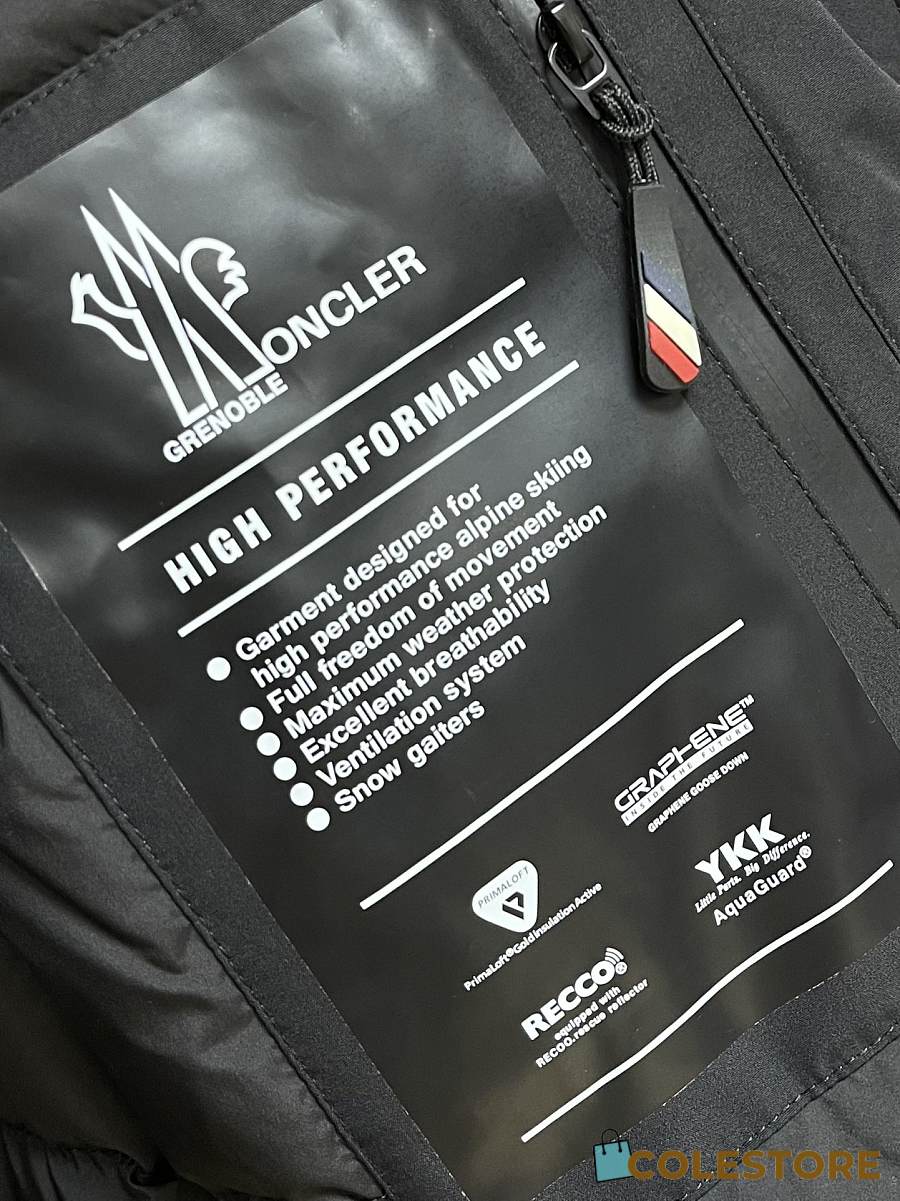 MONCLER
GRENOBLE
HIGH PERFORMANCE
Garment designed for
high performance alpine skiing
Full freedom of movement
Maximum weather protection
Excellent breathability
Ventilation system
Snow gaiters
GRAPHENE™
INSIDE THE FUTURE
GRAPHENE GOOSE DOWN
PRIMALOFT
PrimaLoft®Gold Insulation Active
YKK
Little Parts. Big Difference.
AquaGuard®
RECCO®
equipped with
RECOO.rescue reflector
COLESTORE